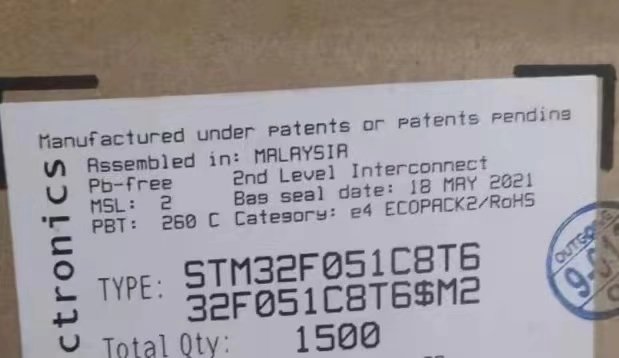 Manufactured under patents or patents pending
Assembled in: MALAYSIA
Pb-free 2nd Level Interconnect
MSL: 2 Bag seal date: 18 MAY 2021
PBT: 260 C Category: e4 ECOPACK2/RoHS
ctronics
TYPE: STM32F051C8T6
32F051C8T6$M2
Total Qty: 1500
OUTGOING